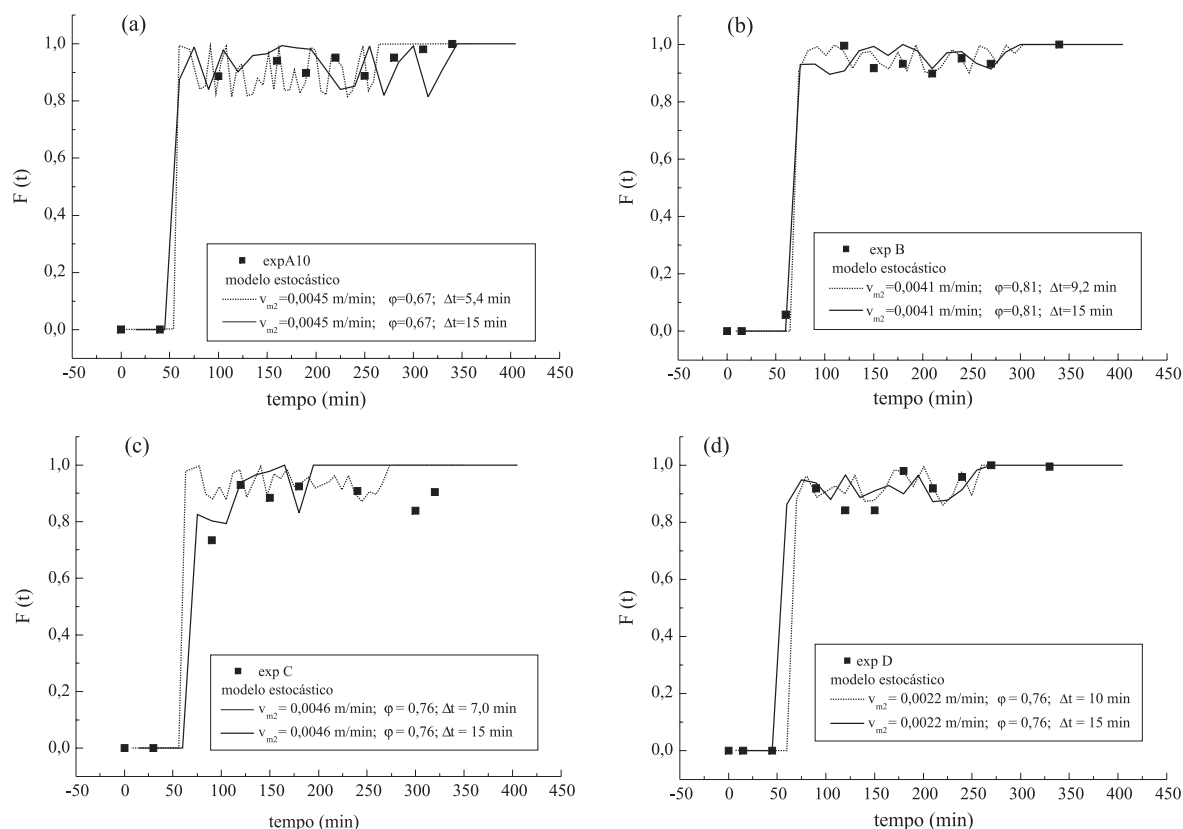 (a)
1,0
0,8
0,6
0,4
0,2
0,0
F (t)
expA10
modelo estocástico
v_m2=0,0045 m/min; φ=0,67; Δt=5,4 min
v_m2=0,0045 m/min; φ=0,67; Δt=15 min
-50 0 50 100 150 200 250 300 350 400 450
tempo (min)
(b)
1,0
0,8
0,6
0,4
0,2
0,0
F (t)
exp B
modelo estocástico
v_m2=0,0041 m/min; φ=0,81; Δt=9,2 min
v_m2=0,0041 m/min; φ=0,81; Δt=15 min
-50 0 50 100 150 200 250 300 350 400 450
tempo (min)
(c)
1,0
0,8
0,6
0,4
0,2
0,0
F (t)
exp C
modelo estocástico
v_m2= 0,0046 m/min; φ = 0,76; Δt = 7,0 min
v_m2= 0,0046 m/min; φ = 0,76; Δt = 15 min
-50 0 50 100 150 200 250 300 350 400 450
tempo (min)
(d)
1,0
0,8
0,6
0,4
0,2
0,0
F (t)
exp D
modelo estocástico
v_m2= 0,0022 m/min; φ = 0,76; Δt = 10 min
v_m2= 0,0022 m/min; φ = 0,76; Δt = 15 min
-50 0 50 100 150 200 250 300 350 400 450
tempo (min)